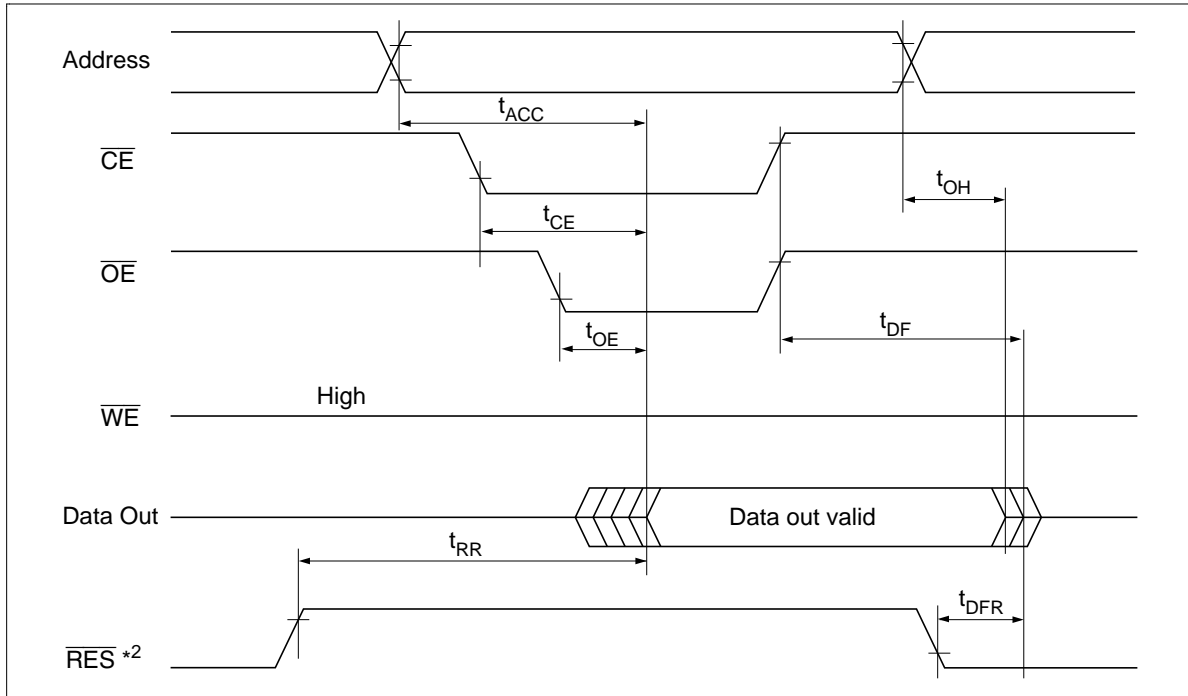 Address
tACC
CE
tOH
tCE
OE
tDF
tOE
High
WE
Data Out
Data out valid
tRR
tDFR
RES *2